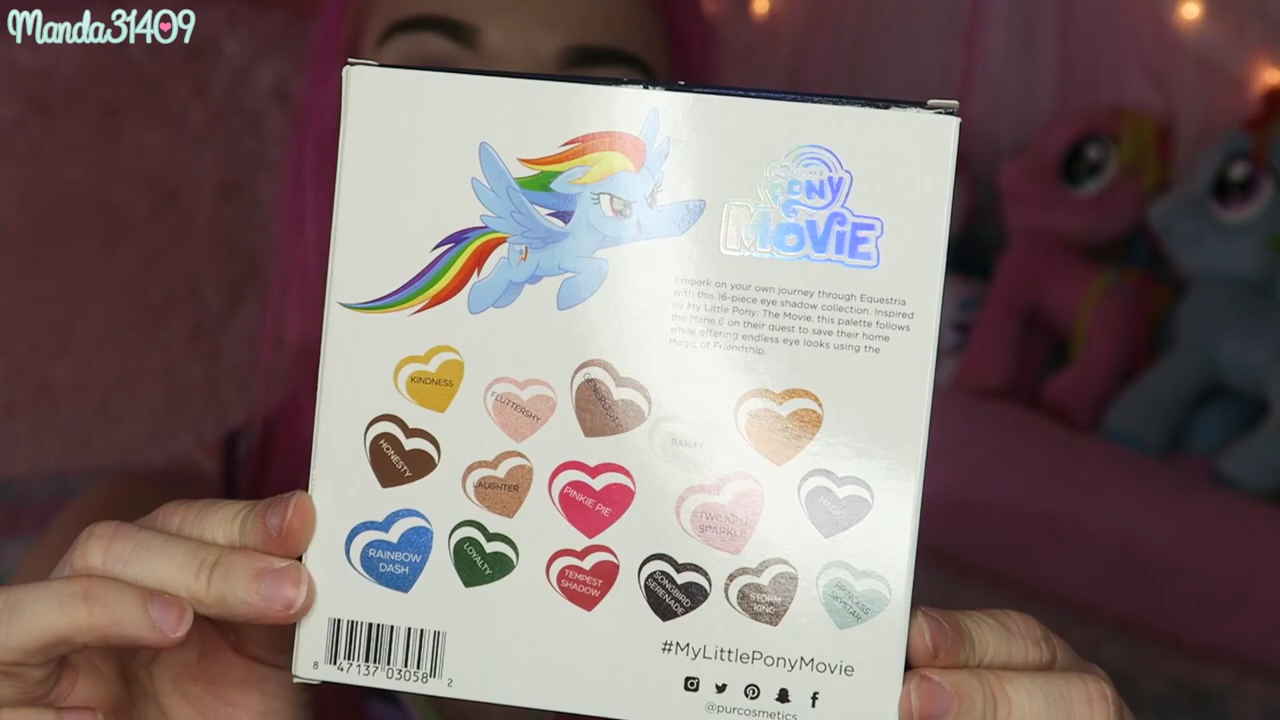 Manda31409
PONY
MOVIE
Embark on your own journey through Equestria
with this 16-piece eye shadow collection. Inspired
by My Little Pony: The Movie, this palette follows
the Mane 6 on their quest to save their home
while offering endless eye looks using the
Magic of Friendship.
KINDNESS
FLUTTERSHY
GENEROSITY
RARITY
HONESTY
LAUGHTER
PINKIE PIE
TWILIGHT
SPARKLE
MAGIC
RAINBOW
DASH
LOYALTY
TEMPEST
SHADOW
SONGBIRD
SERENADE
STORM
KING
PRINCESS
SKYSTAR
8 47137 03058 2
#MyLittlePonyMovie
@purcosmetics